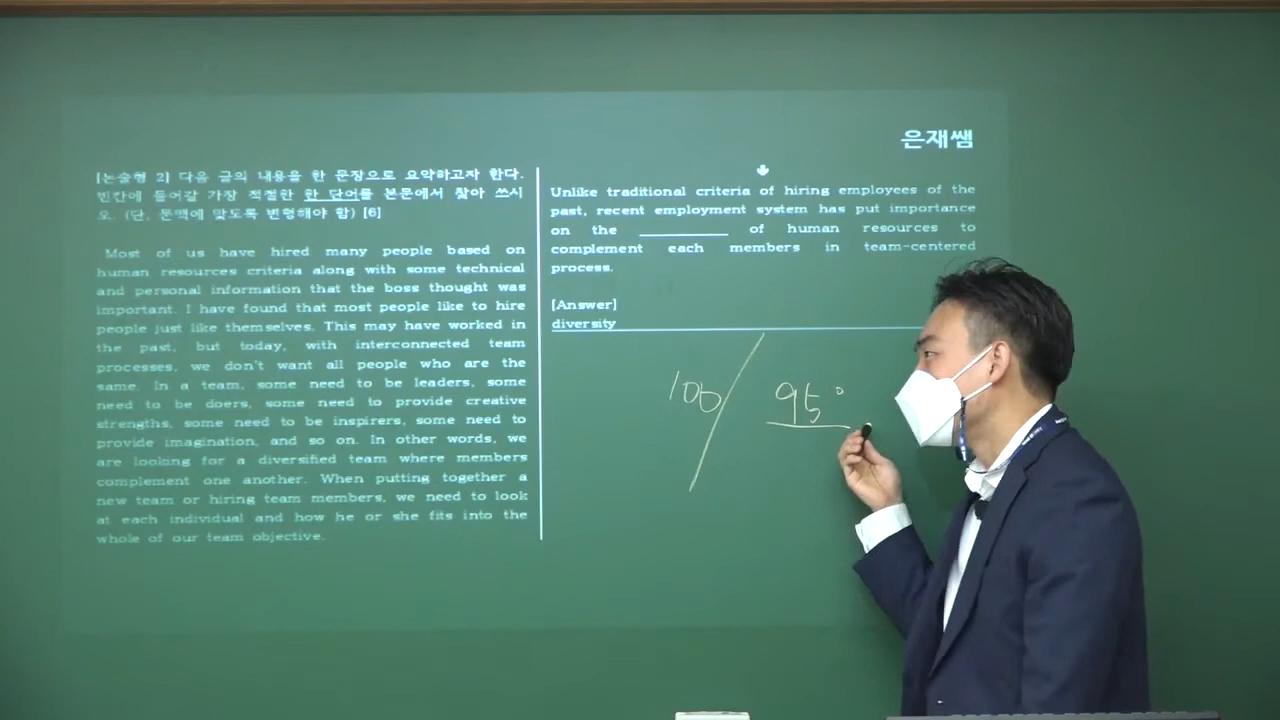 은재쌤
[논술형 2] 다음 글의 내용을 한 문장으로 요약하고자 한다.
빈칸에 들어갈 가장 적절한 한 단어를 본문에서 찾아 쓰시
오. (단, 문맥에 맞도록 변형해야 함) [6]
Most of us have hired many people based on
human resources criteria along with some technical
and personal information that the boss thought was
important. I have found that most people like to hire
people just like themselves. This may have worked in
the past, but today, with interconnected team
processes, we don't want all people who are the
same. In a team, some need to be leaders, some
need to be doers, some need to provide creative
strengths, some need to be inspirers, some need to
provide imagination, and so on. In other words, we
are looking for a diversified team where members
complement one another. When putting together a
new team or hiring team members, we need to look
at each individual and how he or she fits into the
whole of our team objective.
Unlike traditional criteria of hiring employees of the
past, recent employment system has put importance
on the ________ of human resources to
complement each members in team-centered
process.
[Answer]
diversity
100 / 95°